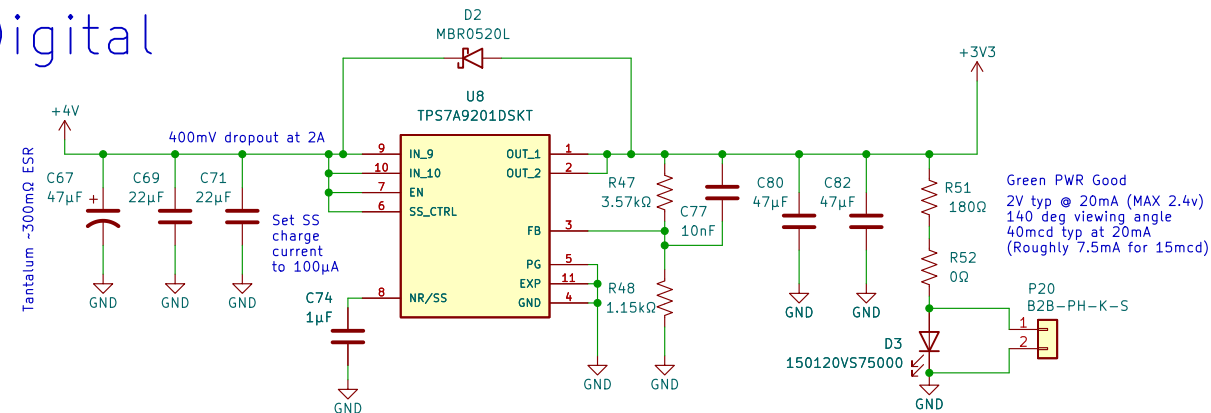 Digital
D2
MBR0520L
+3V3
U8
TPS7A9201DSKT
+4V
400mV dropout at 2A
9 IN_9 OUT_1 1
10 IN_10 OUT_2 2
7 EN
6 SS_CTRL
FB 3
PG 5
EXP 11
8 NR/SS GND 4
Tantalum ~300mΩ ESR
C67
47µF
+
C69
22µF
C71
22µF
Set SS
charge
current
to 100µA
C74
1µF
R47
3.57kΩ
C77
10nF
R48
1.15kΩ
C80
47µF
C82
47µF
R51
180Ω
R52
0Ω
Green PWR Good
2V typ @ 20mA (MAX 2.4v)
140 deg viewing angle
40mcd typ at 20mA
(Roughly 7.5mA for 15mcd)
P20
B2B-PH-K-S
1
2
D3
150120VS75000
GND
GND
GND
GND
GND
GND
GND
GND
GND